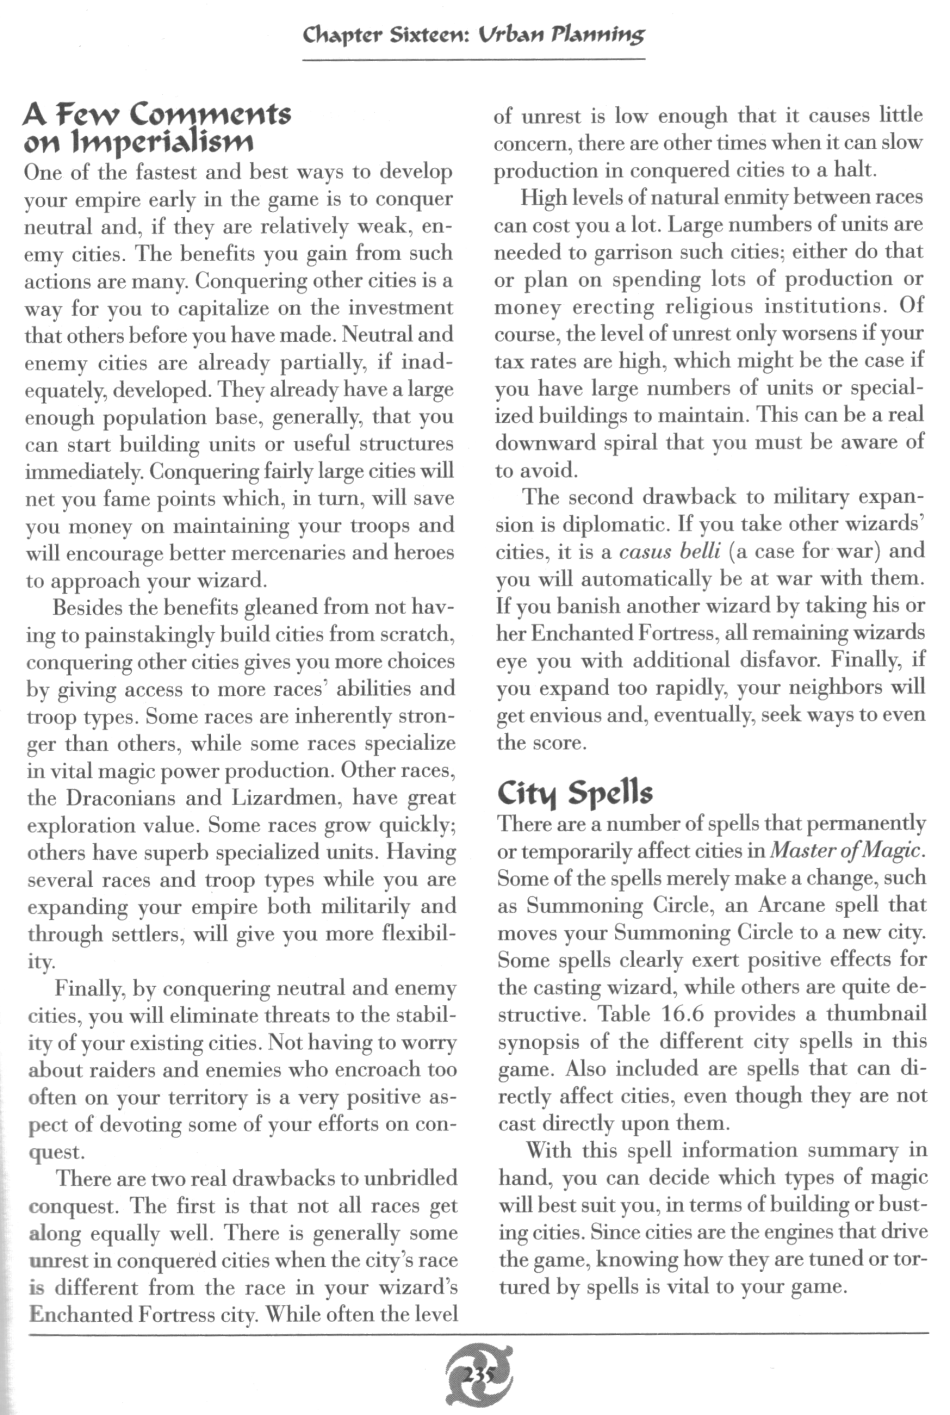 Chapter Sixteen: Urban Planning
A Few Comments
on Imperialism
One of the fastest and best ways to develop
your empire early in the game is to conquer
neutral and, if they are relatively weak, en-
emy cities. The benefits you gain from such
actions are many. Conquering other cities is a
way for you to capitalize on the investment
that others before you have made. Neutral and
enemy cities are already partially, if inad-
equately, developed. They already have a large
enough population base, generally, that you
can start building units or useful structures
immediately. Conquering fairly large cities will
net you fame points which, in turn, will save
you money on maintaining your troops and
will encourage better mercenaries and heroes
to approach your wizard.
Besides the benefits gleaned from not hav-
ing to painstakingly build cities from scratch,
conquering other cities gives you more choices
by giving access to more races' abilities and
troop types. Some races are inherently stron-
ger than others, while some races specialize
in vital magic power production. Other races,
the Draconians and Lizardmen, have great
exploration value. Some races grow quickly;
others have superb specialized units. Having
several races and troop types while you are
expanding your empire both militarily and
through settlers, will give you more flexibil-
ity.
Finally, by conquering neutral and enemy
cities, you will eliminate threats to the stabil-
ity of your existing cities. Not having to worry
about raiders and enemies who encroach too
often on your territory is a very positive as-
pect of devoting some of your efforts on con-
quest.
There are two real drawbacks to unbridled
conquest. The first is that not all races get
along equally well. There is generally some
unrest in conquered cities when the city's race
is different from the race in your wizard's
Enchanted Fortress city. While often the level
of unrest is low enough that it causes little
concern, there are other times when it can slow
production in conquered cities to a halt.
High levels of natural enmity between races
can cost you a lot. Large numbers of units are
needed to garrison such cities; either do that
or plan on spending lots of production or
money erecting religious institutions. Of
course, the level of unrest only worsens if your
tax rates are high, which might be the case if
you have large numbers of units or special-
ized buildings to maintain. This can be a real
downward spiral that you must be aware of
to avoid.
The second drawback to military expan-
sion is diplomatic. If you take other wizards'
cities, it is a casus belli (a case for war) and
you will automatically be at war with them.
If you banish another wizard by taking his or
her Enchanted Fortress, all remaining wizards
eye you with additional disfavor. Finally, if
you expand too rapidly, your neighbors will
get envious and, eventually, seek ways to even
the score.
City Spells
There are a number of spells that permanently
or temporarily affect cities in Master of Magic.
Some of the spells merely make a change, such
as Summoning Circle, an Arcane spell that
moves your Summoning Circle to a new city.
Some spells clearly exert positive effects for
the casting wizard, while others are quite de-
structive. Table 16.6 provides a thumbnail
synopsis of the different city spells in this
game. Also included are spells that can di-
rectly affect cities, even though they are not
cast directly upon them.
With this spell information summary in
hand, you can decide which types of magic
will best suit you, in terms of building or bust-
ing cities. Since cities are the engines that drive
the game, knowing how they are tuned or tor-
tured by spells is vital to your game.
235